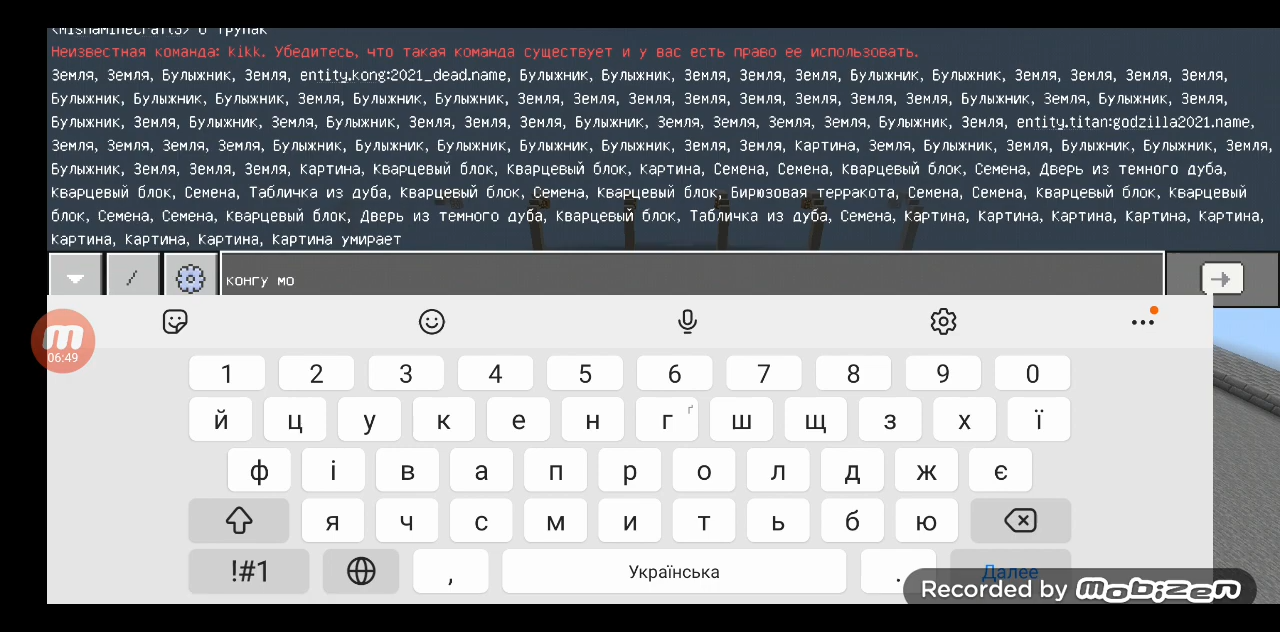 <mishaminecraft3> о трупак
Неизвестная команда: kikk. Убедитесь, что такая команда существует и у вас есть право ее использовать.
Земля, Земля, Булыжник, Земля, entity.kong:2021_dead.name, Булыжник, Булыжник, Земля, Земля, Земля, Булыжник, Булыжник, Земля, Земля, Земля, Земля,
Булыжник, Булыжник, Булыжник, Земля, Булыжник, Булыжник, Земля, Земля, Земля, Земля, Земля, Земля, Земля, Земля, Булыжник, Земля, Булыжник, Земля,
Булыжник, Земля, Булыжник, Земля, Булыжник, Земля, Земля, Земля, Булыжник, Земля, Земля, Земля, Земля, Булыжник, Земля, entity.titan:godzilla2021.name,
Земля, Земля, Земля, Земля, Булыжник, Булыжник, Булыжник, Булыжник, Булыжник, Земля, Земля, Картина, Земля, Булыжник, Земля, Булыжник, Булыжник, Земля,
Булыжник, Земля, Земля, Земля, Картина, Кварцевый блок, Кварцевый блок, Картина, Семена, Семена, Кварцевый блок, Семена, Дверь из темного дуба,
Кварцевый блок, Семена, Табличка из дуба, Кварцевый блок, Семена, Кварцевый блок, Бирюзовая терракота, Семена, Семена, Кварцевый блок, Кварцевый
блок, Семена, Семена, Кварцевый блок, Дверь из темного дуба, Кварцевый блок, Табличка из дуба, Семена, Картина, Картина, Картина, Картина, Картина,
Картина, Картина, Картина, Картина умирает
/
конгу мо
m
06:49
1 2 3 4 5 6 7 8 9 0
й ц у к е н г ґ ш щ з х ї
ф і в а п р о л д ж є
я ч с м и т ь б ю
!#1 , Українська . Далее
Recorded by mobizen